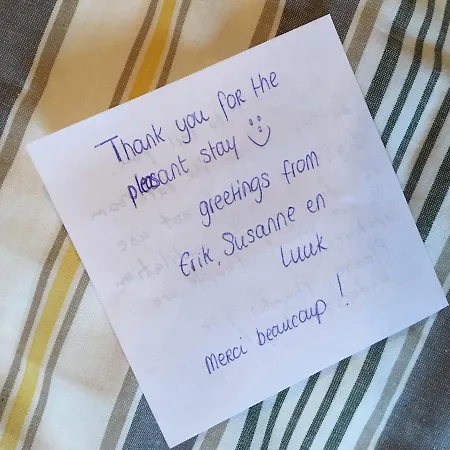 Thank you for the
pleasant stay :)
greetings from
Erik, Susanne en
Luuk
Merci beaucoup !